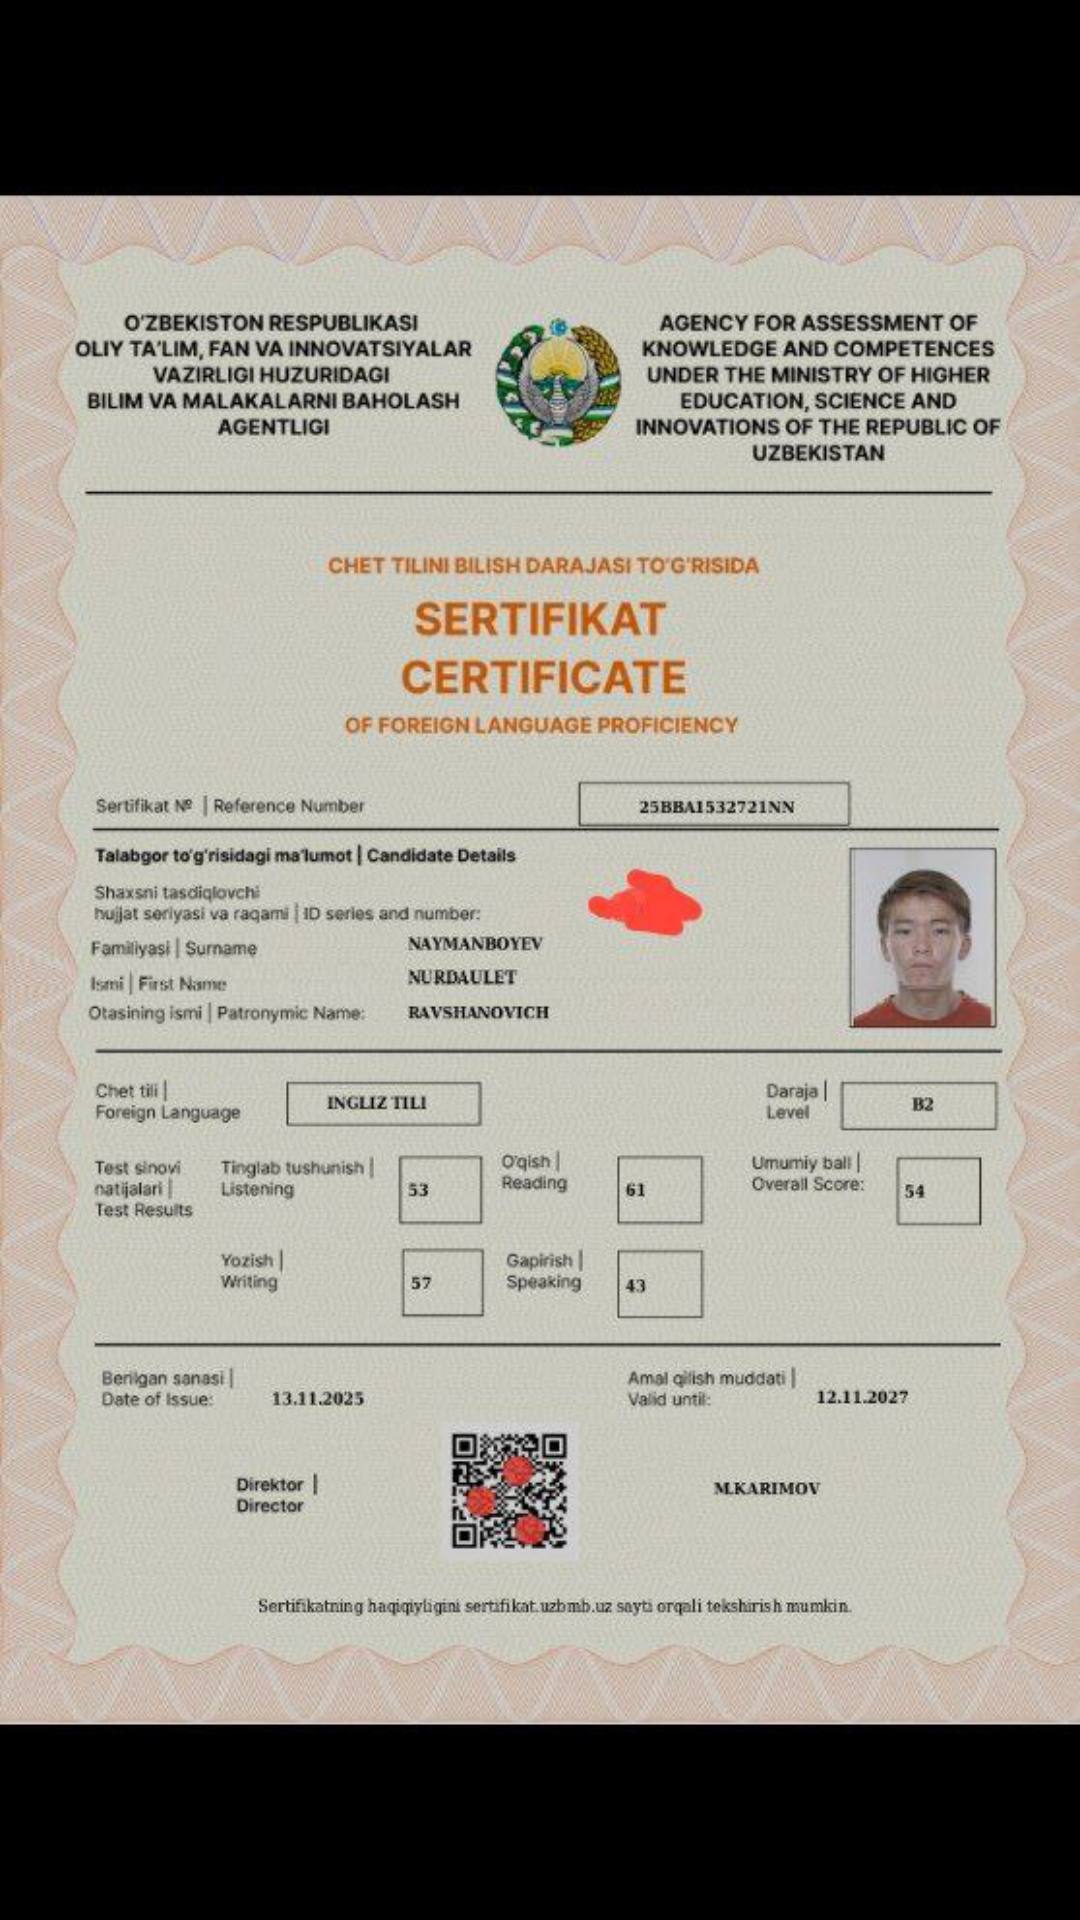 O'ZBEKISTON RESPUBLIKASI
OLIY TA'LIM, FAN VA INNOVATSIYALAR
VAZIRLIGI HUZURIDAGI
BILIM VA MALAKALARNI BAHOLASH
AGENTLIGI
AGENCY FOR ASSESSMENT OF
KNOWLEDGE AND COMPETENCES
UNDER THE MINISTRY OF HIGHER
EDUCATION, SCIENCE AND
INNOVATIONS OF THE REPUBLIC OF
UZBEKISTAN
CHET TILINI BILISH DARAJASI TO'G'RISIDA
SERTIFIKAT
CERTIFICATE
OF FOREIGN LANGUAGE PROFICIENCY
Sertifikat № | Reference Number 25BBA1532721NN
Talabgor to'g'risidagi ma'lumot | Candidate Details
Shaxsni tasdiqlovchi
hujjat seriyasi va raqami | ID series and number:
Familiyasi | Surname NAYMANBOYEV
Ismi | First Name NURDAULET
Otasining ismi | Patronymic Name: RAVSHANOVICH
Chet tili |
Foreign Language
INGLIZ TILI
Daraja |
Level
B2
Test sinovi
natijalari |
Test Results
Tinglab tushunish |
Listening
53
O'qish |
Reading
61
Umumiy ball |
Overall Score:
54
Yozish |
Writing
57
Gapirish |
Speaking
43
Berilgan sanasi |
Date of Issue: 13.11.2025
Amal qilish muddati |
Valid until: 12.11.2027
Direktor |
Director
M.KARIMOV
Sertifikatning haqiqiyligini sertifikat.uzbmb.uz sayti orqali tekshirish mumkin.